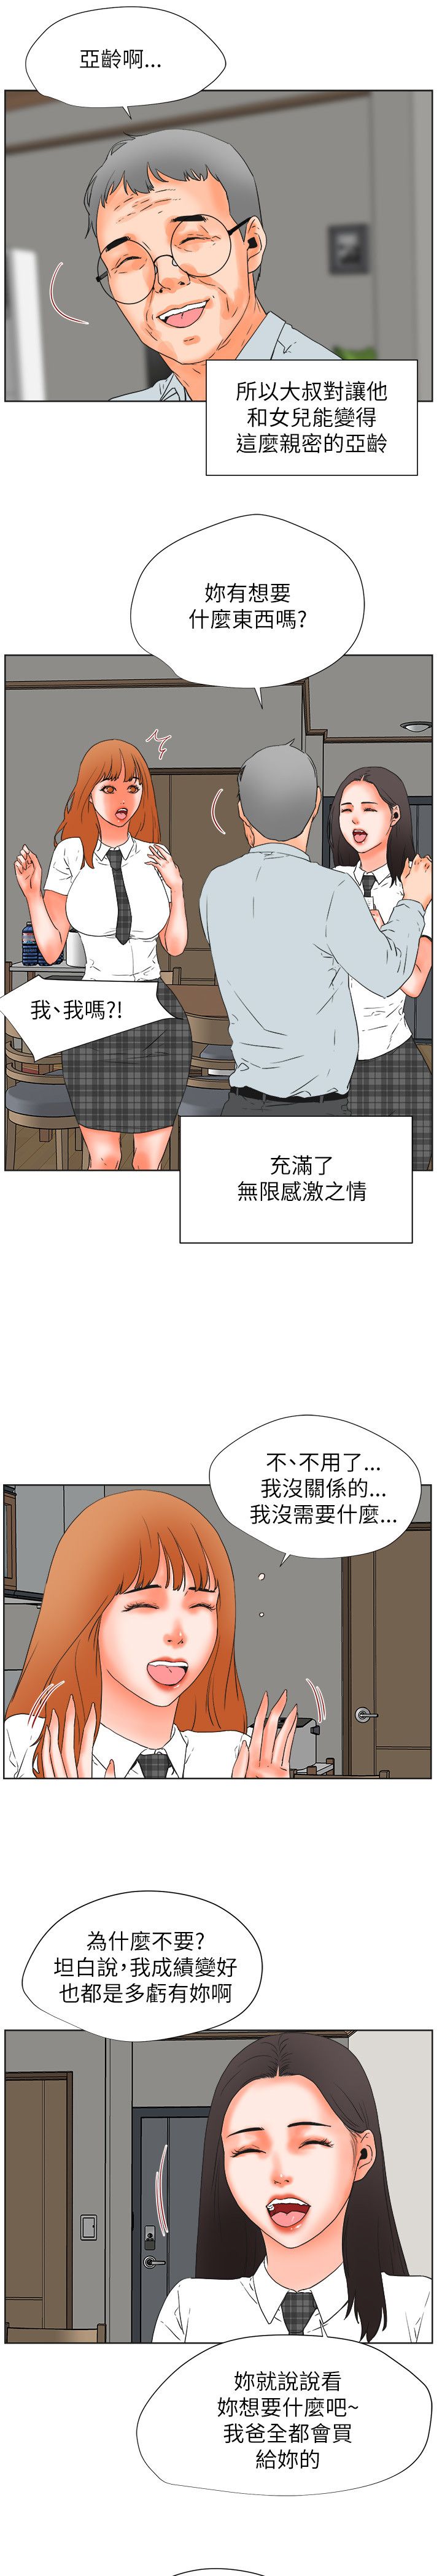 亞齡啊...
所以大叔對讓他
和女兒能變得
這麼親密的亞齡
妳有想要
什麼東西嗎?
我、我嗎?!
充滿了
無限感激之情
不、不用了...
我沒關係的...
我沒需要什麼...
為什麼不要?
坦白說,我成績變好
也都是多虧有妳啊
妳就說說看
妳想要什麼吧~
我爸全都會買
給妳的